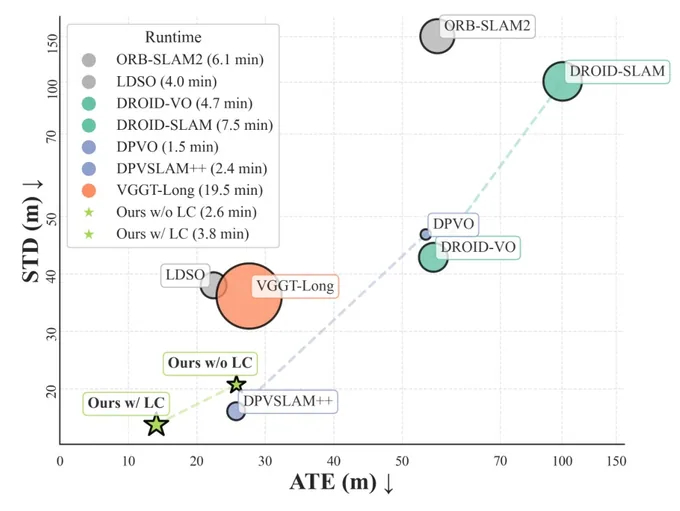 Runtime
ORB-SLAM2 (6.1 min)
LDSO (4.0 min)
DROID-VO (4.7 min)
DROID-SLAM (7.5 min)
DPVO (1.5 min)
DPVSLAM++ (2.4 min)
VGGT-Long (19.5 min)
Ours w/o LC (2.6 min)
Ours w/ LC (3.8 min)
ORB-SLAM2
DROID-SLAM
DPVO
DROID-VO
LDSO
VGGT-Long
Ours w/o LC
Ours w/ LC
DPVSLAM++
STD (m) ↓
150
100
70
50
40
30
20
0 10 20 30 40 50 70 100 150
ATE (m) ↓